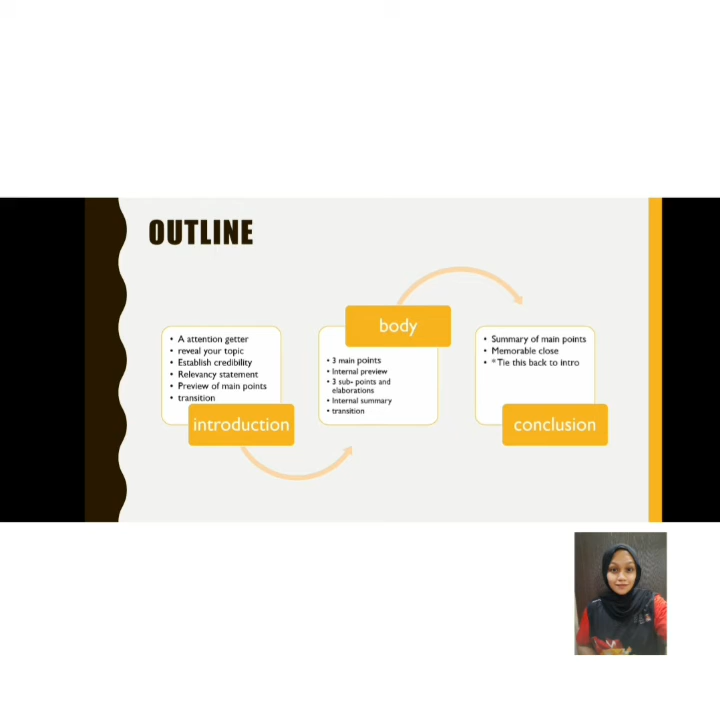 OUTLINE
• A attention getter
• reveal your topic
• Establish credibility
• Relevancy statement
• Preview of main points
• transition
introduction
body
• 3 main points
• Internal preview
• 3 sub- points and
elaborations
• Internal summary
• transition
• Summary of main points
• Memorable close
• *Tie this back to intro
conclusion